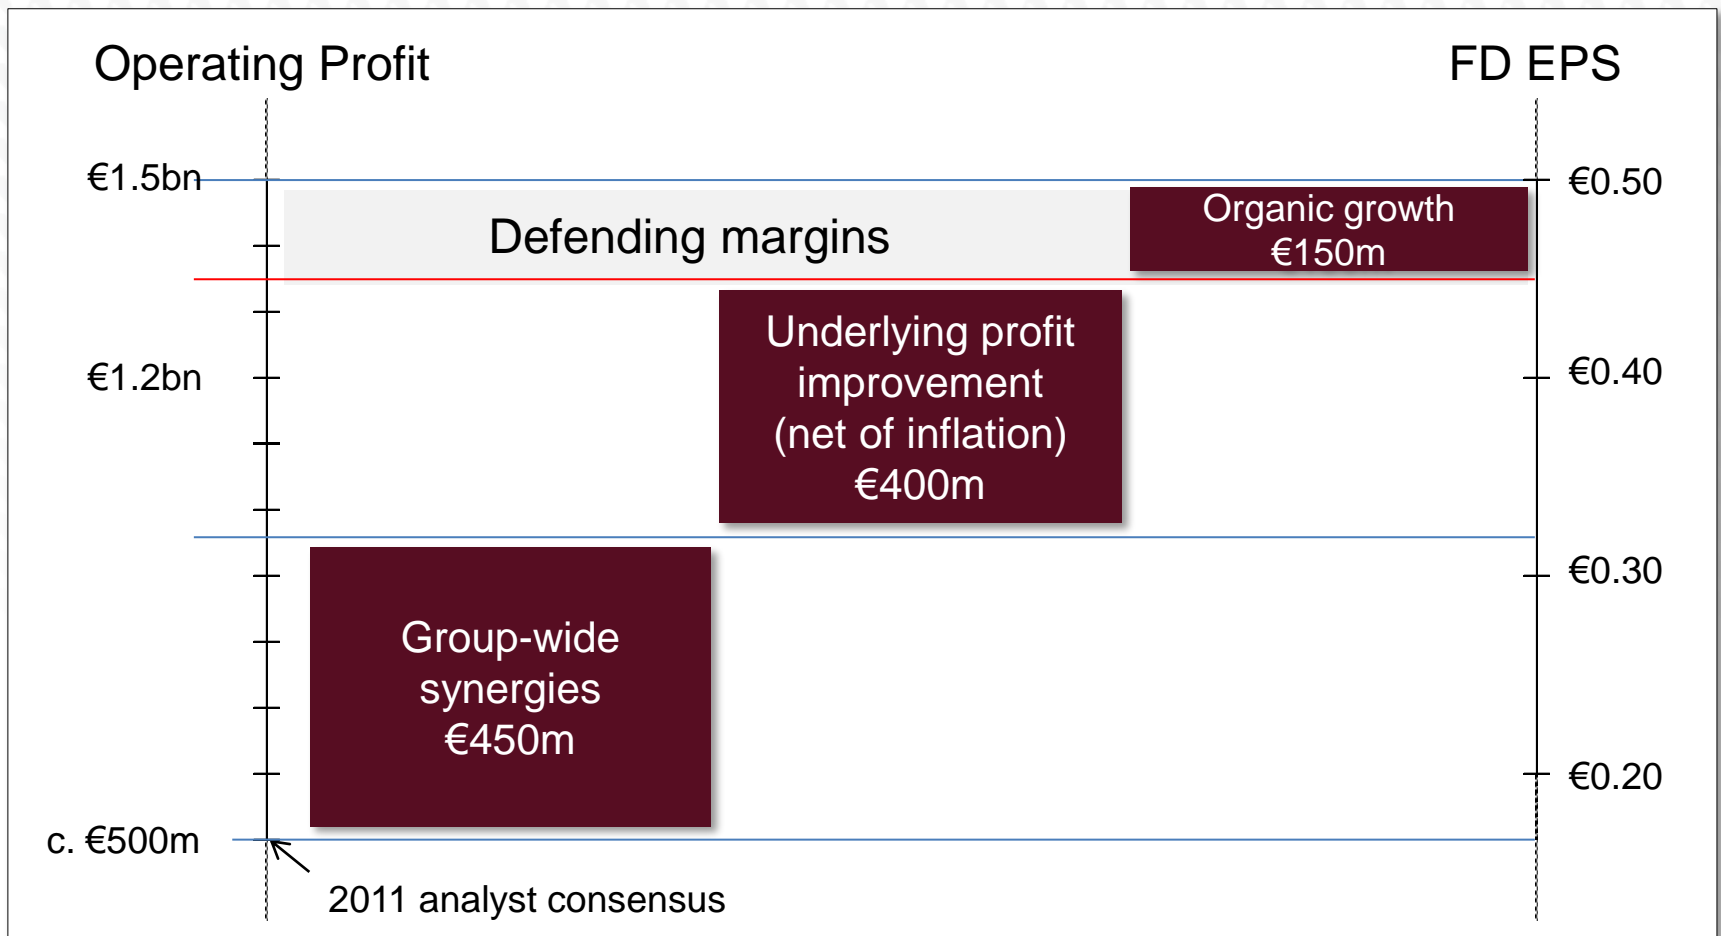 Operating Profit
FD EPS
€1.5bn
€0.50
Defending margins
Organic growth
€150m
€1.2bn
€0.40
Underlying profit
improvement
(net of inflation)
€400m
€0.30
Group-wide
synergies
€450m
€0.20
c. €500m
2011 analyst consensus